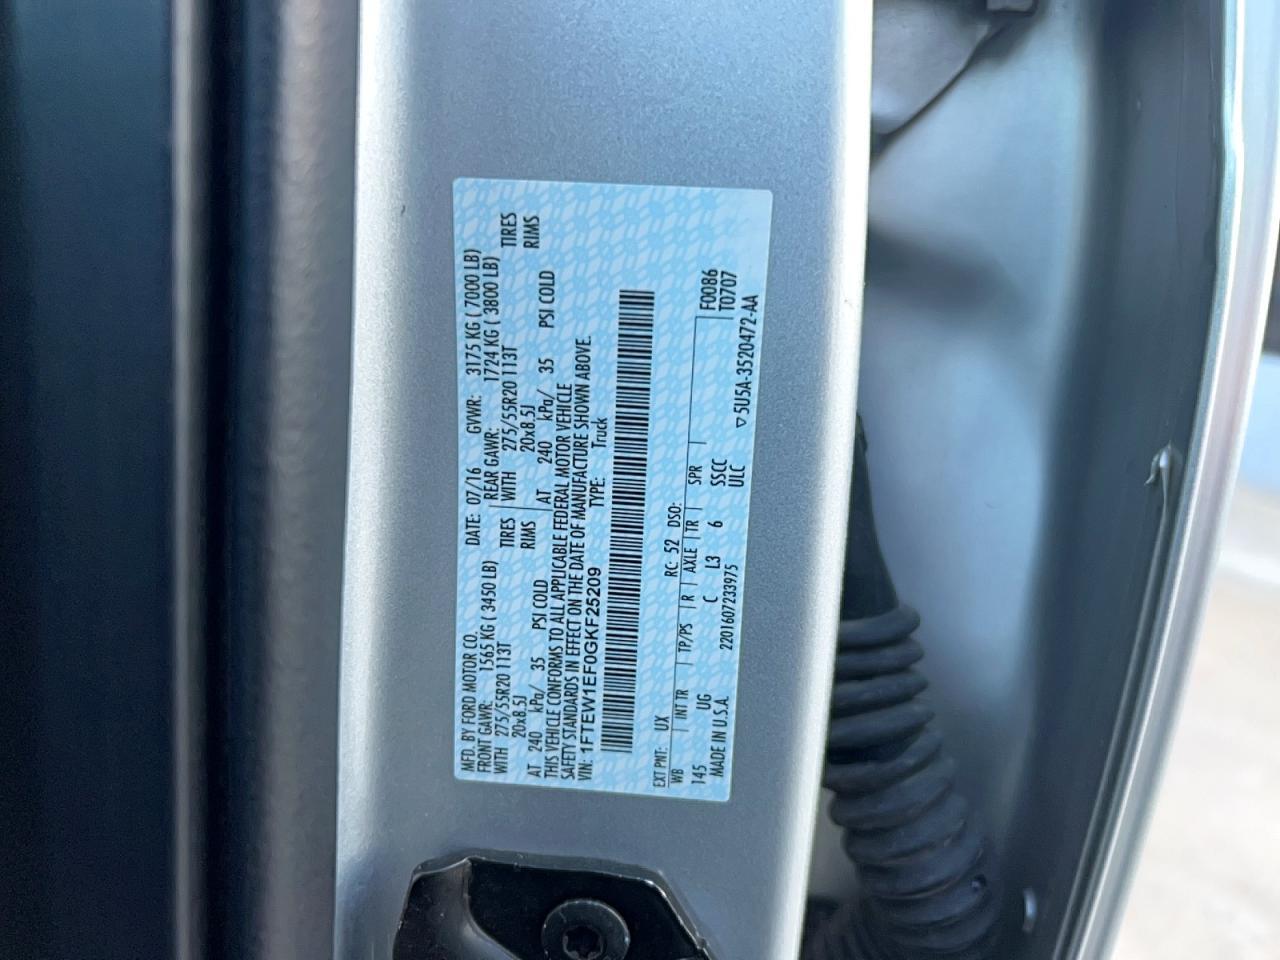 MFD. BY FORD MOTOR CO. DATE: 07/16 GVWR: 3175 KG ( 7000 LB)
FRONT GAWR: 1565 KG ( 3450 LB) REAR GAWR: 1724 KG ( 3800 LB)
WITH 275/55R20 113T TIRES WITH 275/55R20 113T TIRES
20x8.5J RIMS 20x8.5J RIMS
AT 240 kPa/ 35 PSI COLD AT 240 kPa/ 35 PSI COLD
THIS VEHICLE CONFORMS TO ALL APPLICABLE FEDERAL MOTOR VEHICLE
SAFETY STANDARDS IN EFFECT ON THE DATE OF MANUFACTURE SHOWN ABOVE.
VIN: 1FTEW1EF0GKF25209 TYPE: Truck
EXT PNT: UX RC: 52 DSO:
WB INT TR TP/PS R AXLE TR SPR F0086
145 UG C L3 6 SSCC T0707
MADE IN U.S.A. 2201607233975 ULC ▽5U5A-3520472-AA